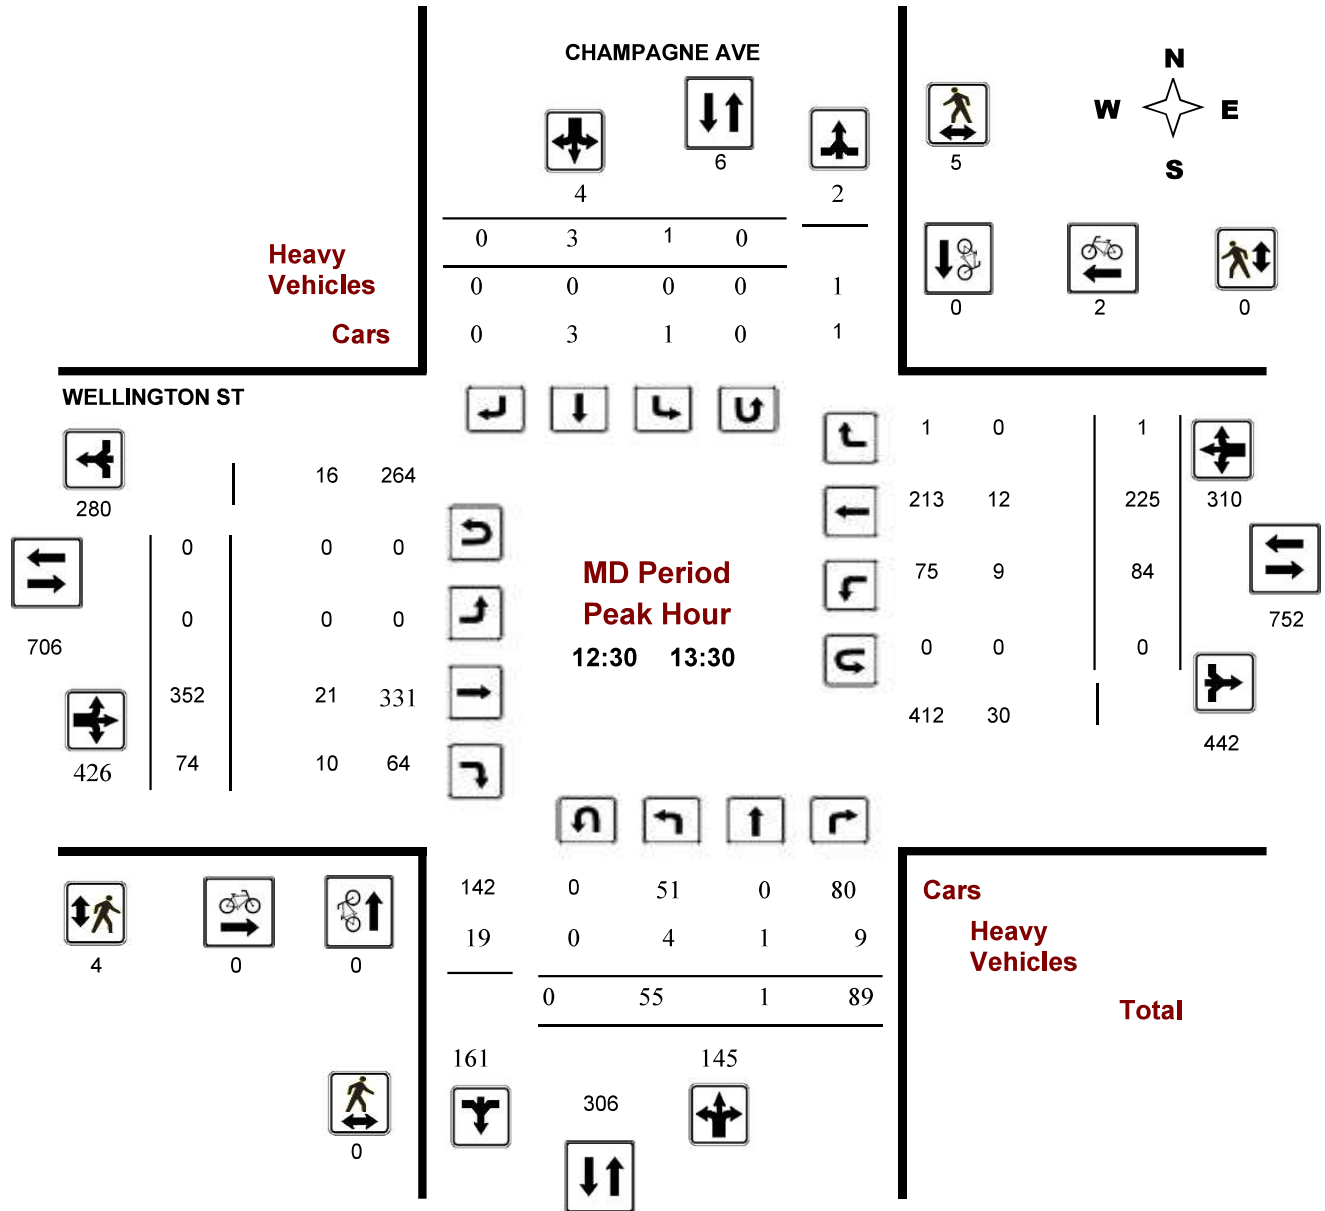 CHAMPAGNE AVE
N
W E
S
6
5
4 2
0 3 1 0
Heavy
Vehicles
0 0 0 0 1
0 2 0
Cars
0 3 1 0 1
WELLINGTON ST
1 0 1
16 264
280
213 12 225 310
0 0 0
MD Period
75 9 84
Peak Hour
0 0 0
752
706
12:30 13:30
0 0 0
352 21 331
412 30
442
426 74 10 64
142 0 51 0 80
Cars
19 0 4 1 9
Heavy
Vehicles
4 0 0
0 55 1 89
Total
161 145
306
0